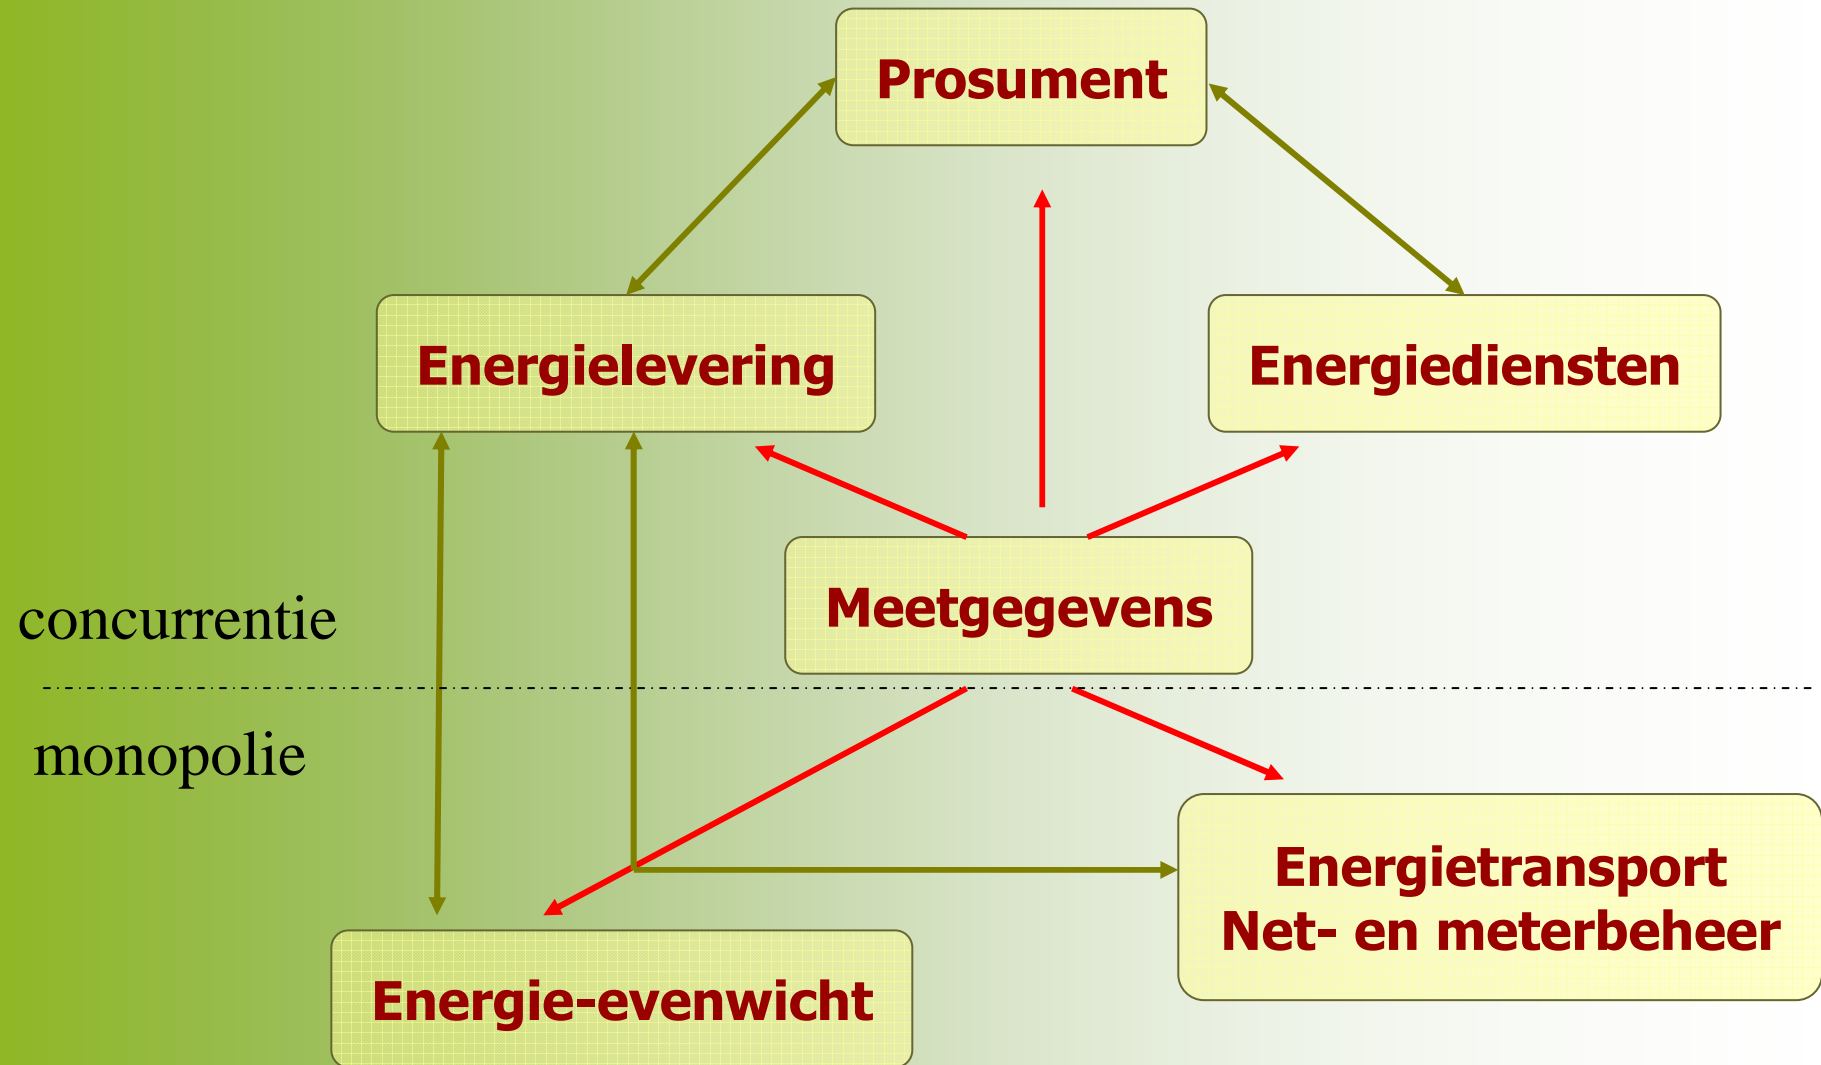 Prosument
Energielevering
Energiediensten
Meetgegevens
concurrentie
monopolie
Energietransport
Net- en meterbeheer
Energie-evenwicht